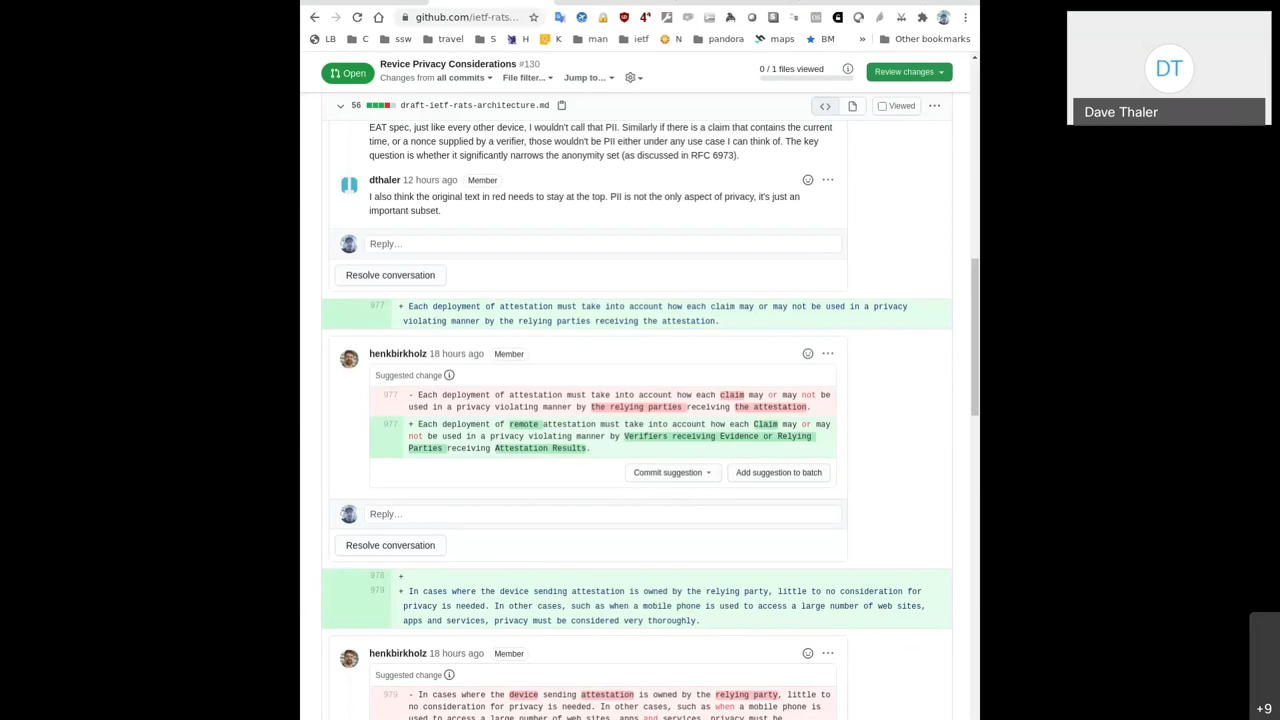 github.com/ietf-rats...
LB C ssw travel S H K man ietf N pandora maps BM » Other bookmarks
Open
Revice Privacy Considerations #130
Changes from all commits File filter... Jump to...
0 / 1 files viewed
Review changes
56 draft-ietf-rats-architecture.md
Viewed
EAT spec, just like every other device, I wouldn't call that PII. Similarly if there is a claim that contains the current
time, or a nonce supplied by a verifier, those wouldn't be PII either under any use case I can think of. The key
question is whether it significantly narrows the anonymity set (as discussed in RFC 6973).
dthaler 12 hours ago Member
I also think the original text in red needs to stay at the top. PII is not the only aspect of privacy, it's just an
important subset.
Reply...
Resolve conversation
977 + Each deployment of attestation must take into account how each claim may or may not be used in a privacy
violating manner by the relying parties receiving the attestation.
henkbirkholz 18 hours ago Member
Suggested change
977 - Each deployment of attestation must take into account how each claim may or may not be
used in a privacy violating manner by the relying parties receiving the attestation.
977 + Each deployment of remote attestation must take into account how each Claim may or may
not be used in a privacy violating manner by Verifiers receiving Evidence or Relying
Parties receiving Attestation Results.
Commit suggestion Add suggestion to batch
Reply...
Resolve conversation
978 +
979 + In cases where the device sending attestation is owned by the relying party, little to no consideration for
privacy is needed. In other cases, such as when a mobile phone is used to access a large number of web sites,
apps and services, privacy must be considered very thoroughly.
henkbirkholz 18 hours ago Member
Suggested change
979 - In cases where the device sending attestation is owned by the relying party, little to
no consideration for privacy is needed. In other cases, such as when a mobile phone is
used to access a large number of web sites, apps and services, privacy must be
DT
Dave Thaler
+9